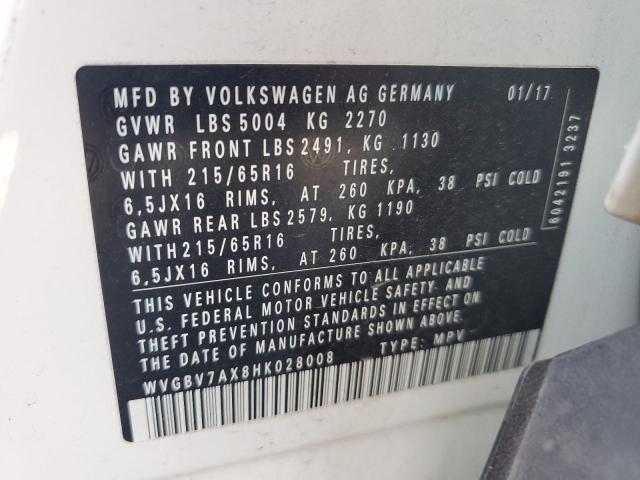 MFD BY VOLKSWAGEN AG GERMANY 01/17
GVWR LBS 5004 KG 2270
GAWR FRONT LBS 2491, KG 1130
WITH 215/65R16 TIRES,
6,5JX16 RIMS, AT 260 KPA, 38 PSI COLD
GAWR REAR LBS 2579, KG 1190
WITH215/65R16 TIRES,
6,5JX16 RIMS, AT 260 KPA, 38 PSI COLD
THIS VEHICLE CONFORMS TO ALL APPLICABLE
U.S. FEDERAL MOTOR VEHICLE SAFETY. AND
THEFT PREVENTION STANDARDS IN EFFECT ON
THE DATE OF MANUFACTURE SHOWN ABOVE.
WVGBV7AX8HK028008 TYPE: MPV
6042191 3237